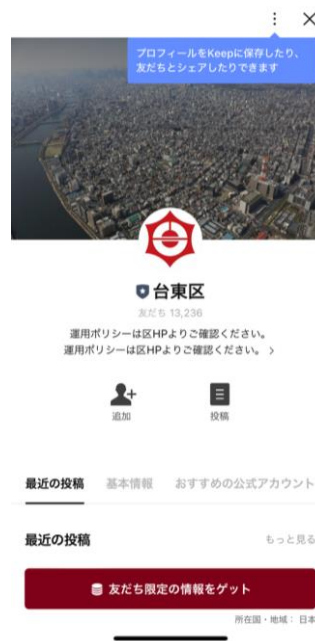 プロフィールをKeepに保存したり、
友だちとシェアしたりできます
台東区
友だち 13,236
運用ポリシーは区HPよりご確認ください。
運用ポリシーは区HPよりご確認ください。
追加
投稿
最近の投稿
基本情報
おすすめの公式アカウント
最近の投稿
もっと見る
友だち限定の情報をゲット
所在国・地域： 日本